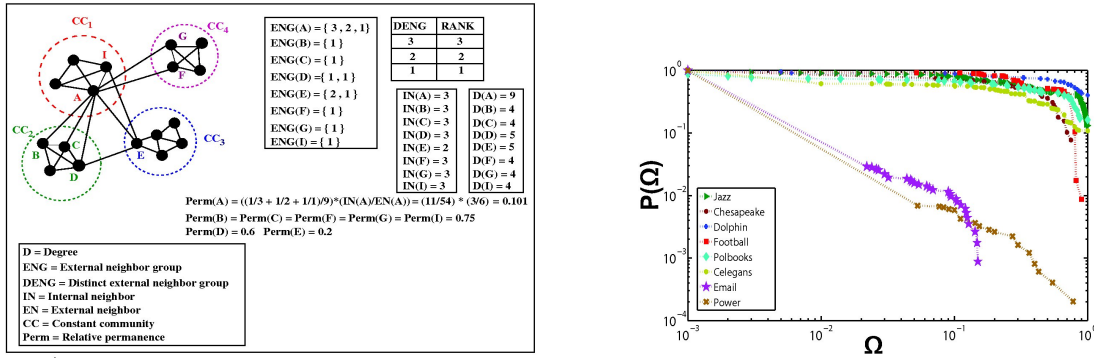 CC1
I
A
G
CC4
F
CC2
B
C
D
E
CC3
ENG(A) = { 3, 2, 1}
ENG(B) = { 1 }
ENG(C) = { 1 }
ENG(D) = { 1, 1 }
ENG(E) = { 2, 1 }
ENG(F) = { 1 }
ENG(G) = { 1 }
ENG(I) = { 1 }
DENG RANK
3 3
2 2
1 1
IN(A) = 3
IN(B) = 3
IN(C) = 3
IN(D) = 3
IN(E) = 2
IN(F) = 3
IN(G) = 3
IN(I) = 3
D(A) = 9
D(B) = 4
D(C) = 4
D(D) = 5
D(E) = 5
D(F) = 4
D(G) = 4
D(I) = 4
Perm(A) = ((1/3 + 1/2 + 1/1)/9)*(IN(A)/EN(A)) = (11/54) * (3/6) = 0.101
Perm(B) = Perm(C) = Perm(F) = Perm(G) = Perm(I) = 0.75
Perm(D) = 0.6 Perm(E) = 0.2
D = Degree
ENG = External neighbor group
DENG = Distinct external neighbor group
IN = Internal neighbor
EN = External neighbor
CC = Constant community
Perm = Relative permanence
P(Ω)
10^0
10^-1
10^-2
10^-3
10^-4
Jazz
Chesapeake
Dolphin
Football
Polbooks
Celegans
Email
Power
10^-3 10^-2 10^-1 10^0
Ω